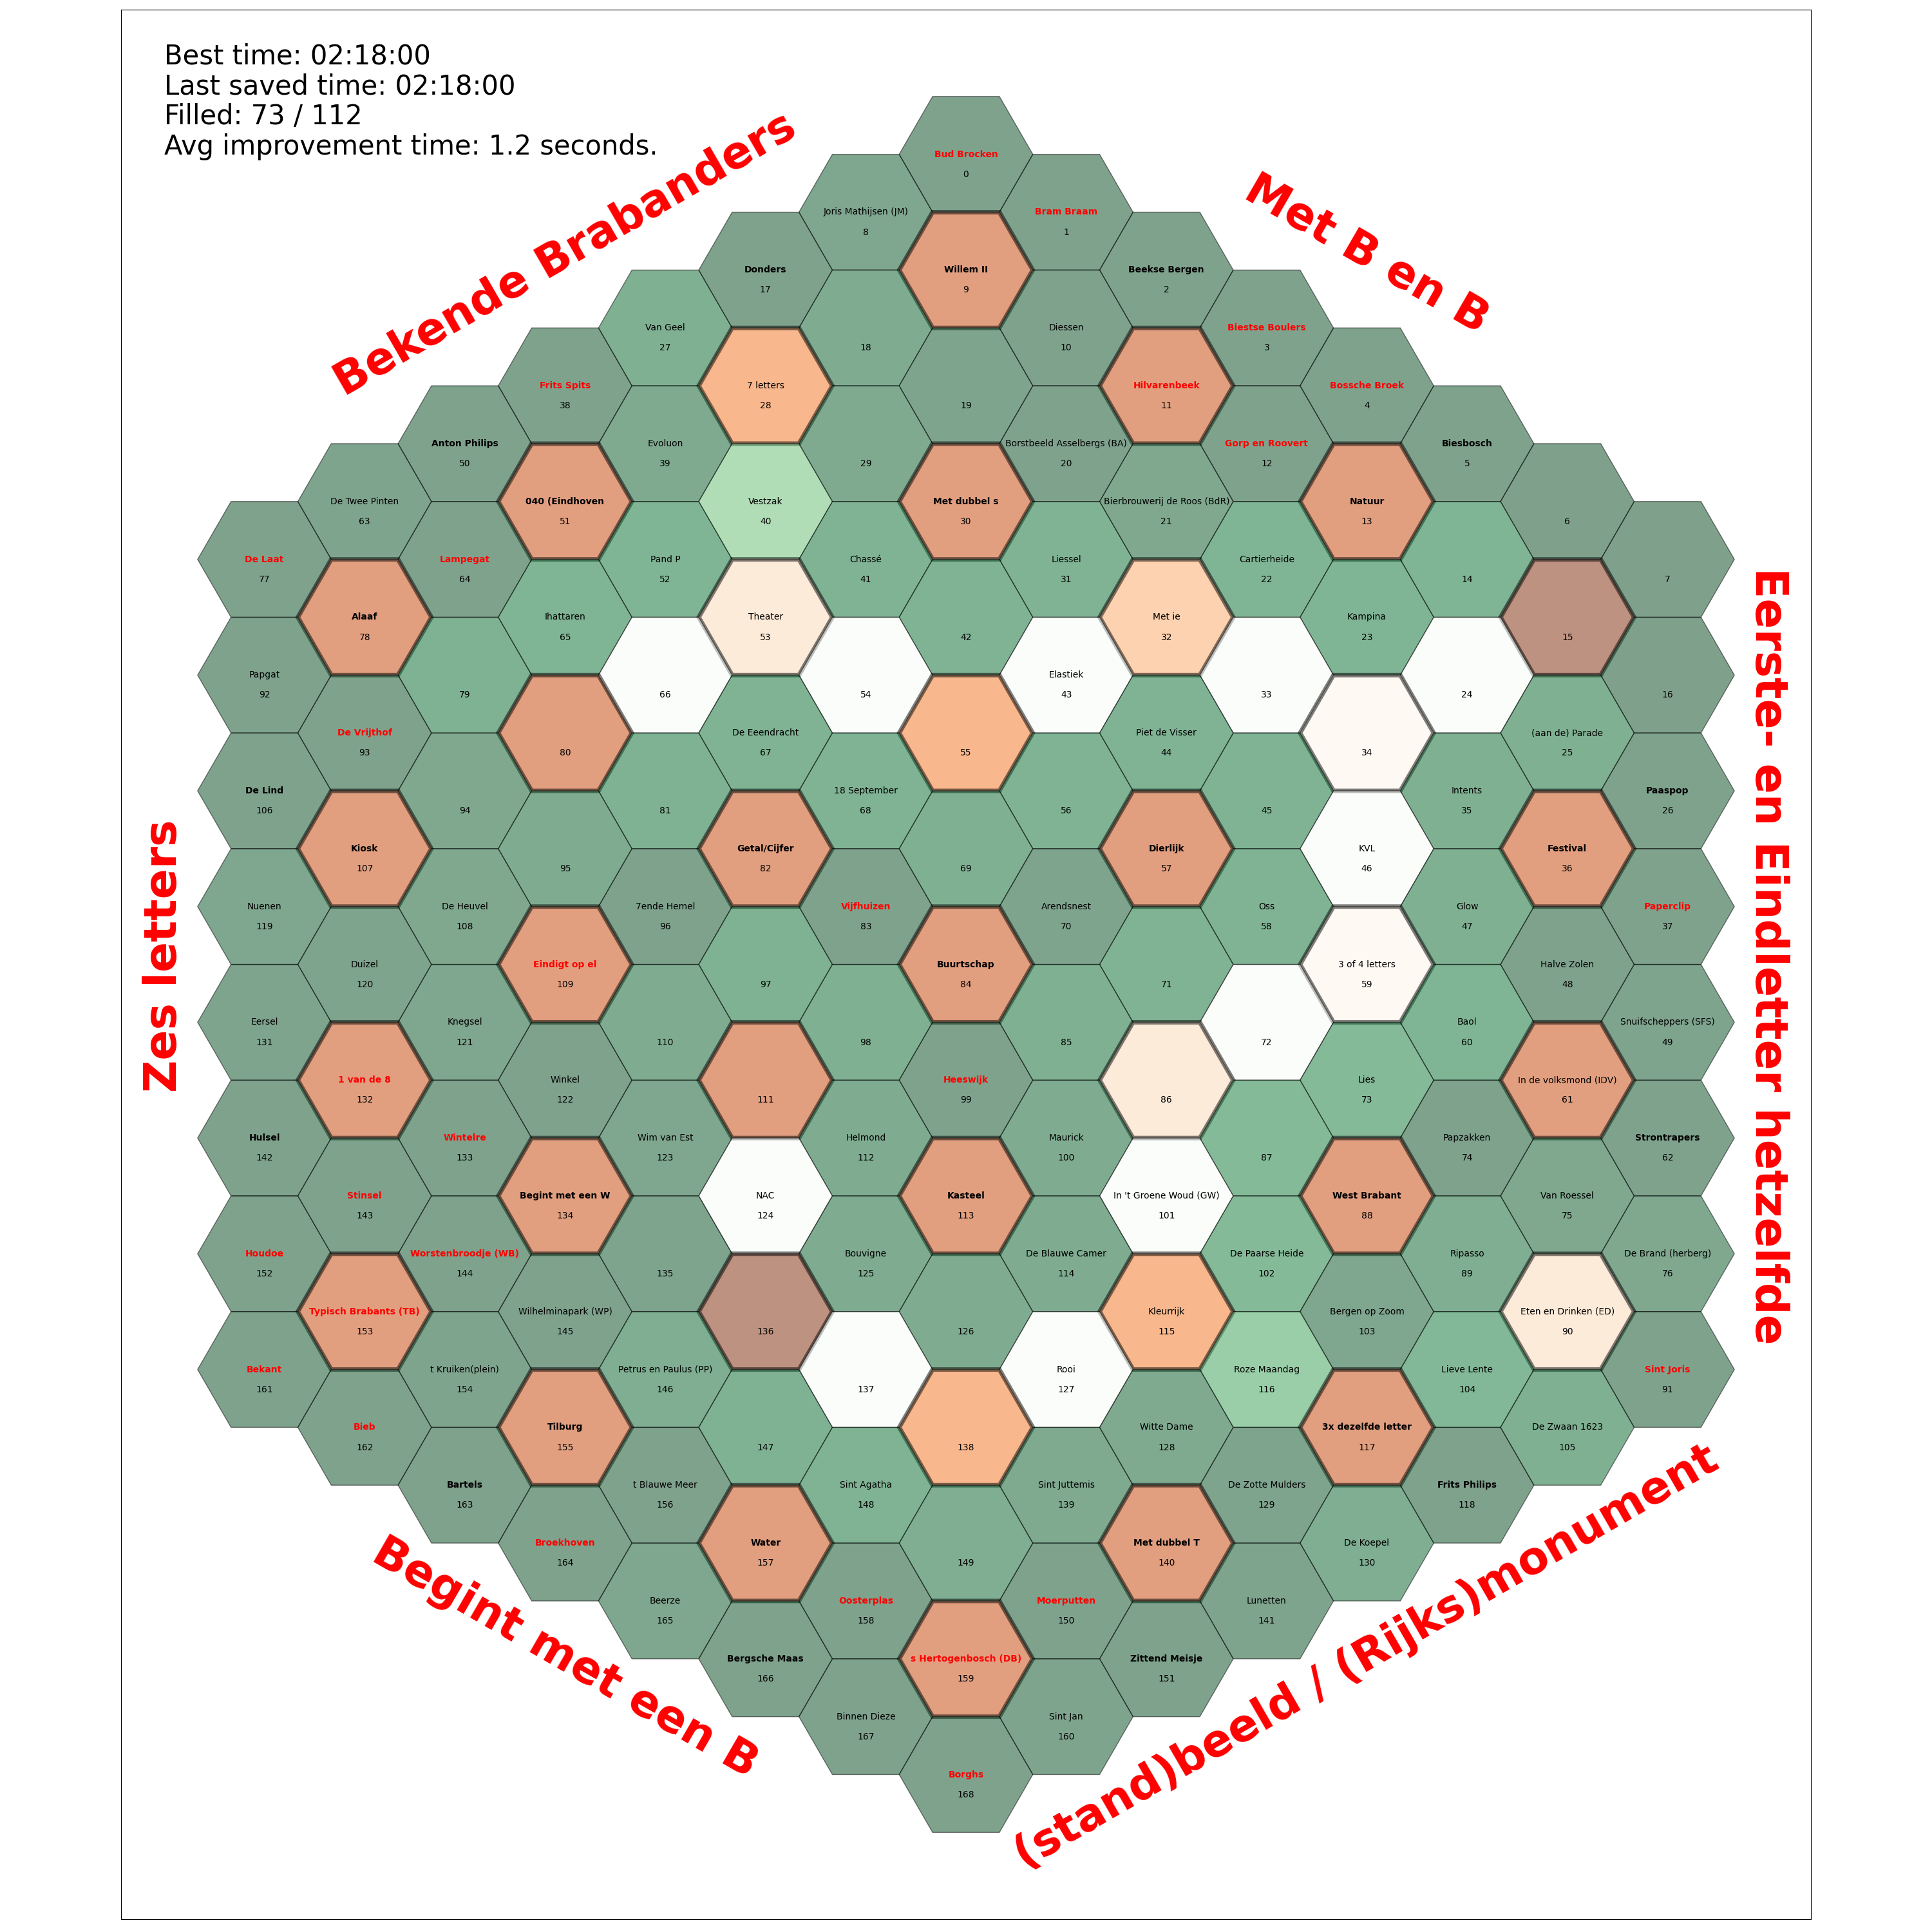 Best time: 02:18:00
Last saved time: 02:18:00
Filled: 73 / 112
Avg improvement time: 1.2 seconds.
Bekende Brabanders
Met B en B
Eerste- en Eindletter hetzelfde
(stand)beeld / (Rijks)monument
Begint met een B
Zes letters
Bud Brocken
0
Bram Braam
1
Beekse Bergen
2
Biestse Boulers
3
Bossche Broek
4
Biesbosch
5
6
7
Joris Mathijsen (JM)
8
Willem II
9
Diessen
10
Hilvarenbeek
11
Gorp en Roovert
12
Natuur
13
14
15
16
Donders
17
18
19
Borstbeeld Asselbergs (BA)
20
Bierbrouwerij de Roos (BdR)
21
Cartierheide
22
Kampina
23
24
(aan de) Parade
25
Paaspop
26
Van Geel
27
7 letters
28
29
Met dubbel s
30
Liessel
31
Met ie
32
33
34
Intents
35
Festival
36
Paperclip
37
Frits Spits
38
Evoluon
39
Vestzak
40
Chassé
41
42
Elastiek
43
Piet de Visser
44
45
KVL
46
Glow
47
Halve Zolen
48
Snuifscheppers (SFS)
49
Anton Philips
50
040 (Eindhoven
51
Pand P
52
Theater
53
54
55
56
Dierlijk
57
Oss
58
3 of 4 letters
59
Baol
60
In de volksmond (IDV)
61
Strontrapers
62
De Twee Pinten
63
Lampegat
64
Ihattaren
65
66
De Eeendracht
67
18 September
68
69
Arendsnest
70
71
72
Lies
73
Papzakken
74
Van Roessel
75
De Brand (herberg)
76
De Laat
77
Alaaf
78
79
80
81
Getal/Cijfer
82
Vijfhuizen
83
Buurtschap
84
85
86
87
West Brabant
88
Ripasso
89
Eten en Drinken (ED)
90
Sint Joris
91
Papgat
92
De Vrijthof
93
94
95
7ende Hemel
96
97
98
Heeswijk
99
Maurick
100
In 't Groene Woud (GW)
101
De Paarse Heide
102
Bergen op Zoom
103
Lieve Lente
104
De Zwaan 1623
105
De Lind
106
Kiosk
107
De Heuvel
108
Eindigt op el
109
110
111
Helmond
112
Kasteel
113
De Blauwe Camer
114
Kleurrijk
115
Roze Maandag
116
3x dezelfde letter
117
Frits Philips
118
Nuenen
119
Duizel
120
Knegsel
121
Winkel
122
Wim van Est
123
NAC
124
Bouvigne
125
126
Rooi
127
Witte Dame
128
De Zotte Mulders
129
De Koepel
130
Eersel
131
1 van de 8
132
Wintelre
133
Begint met een W
134
135
136
137
138
Sint Juttemis
139
Met dubbel T
140
Lunetten
141
Hulsel
142
Stinsel
143
Worstenbroodje (WB)
144
Wilhelminapark (WP)
145
Petrus en Paulus (PP)
146
147
Sint Agatha
148
149
Moerputten
150
Zittend Meisje
151
Houdoe
152
Typisch Brabants (TB)
153
t Kruiken(plein)
154
Tilburg
155
t Blauwe Meer
156
Water
157
Oosterplas
158
s Hertogenbosch (DB)
159
Sint Jan
160
Bekant
161
Bieb
162
Bartels
163
Broekhoven
164
Beerze
165
Bergsche Maas
166
Binnen Dieze
167
Borghs
168